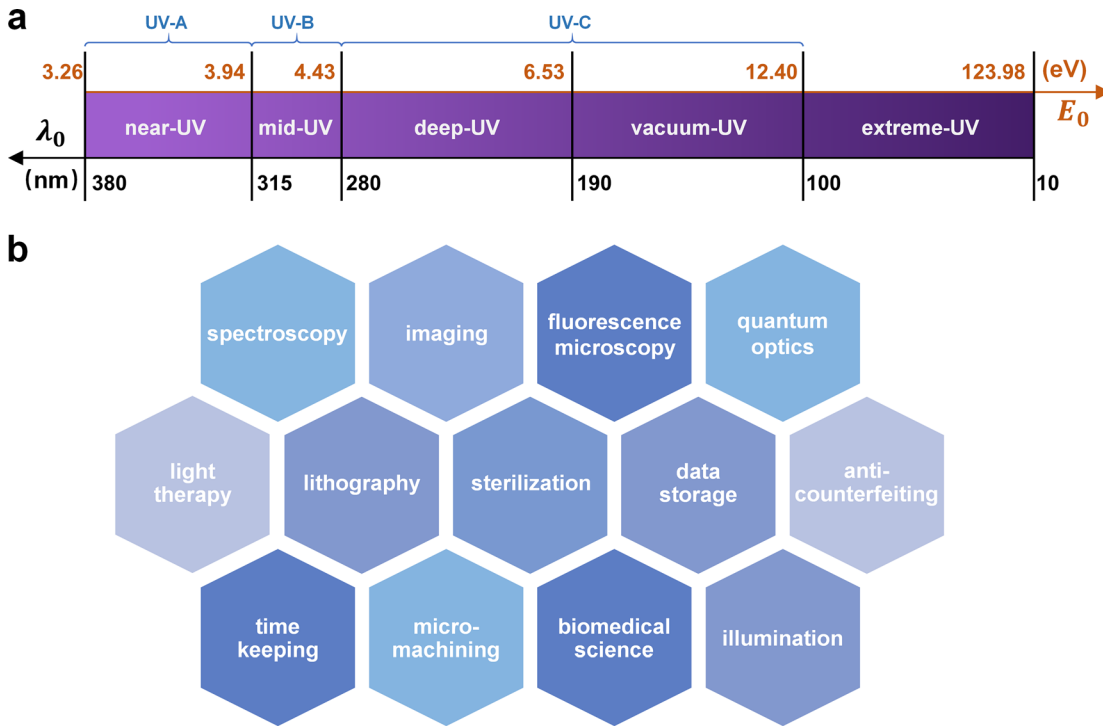 a
UV-A UV-B UV-C
3.26 3.94 4.43 6.53 12.40 123.98 (eV)
near-UV mid-UV deep-UV vacuum-UV extreme-UV
λ₀ E₀
(nm) 380 315 280 190 100 10
b
spectroscopy
imaging
fluorescence
microscopy
quantum
optics
light
therapy
lithography
sterilization
data
storage
anti-
counterfeiting
time
keeping
micro-
machining
biomedical
science
illumination